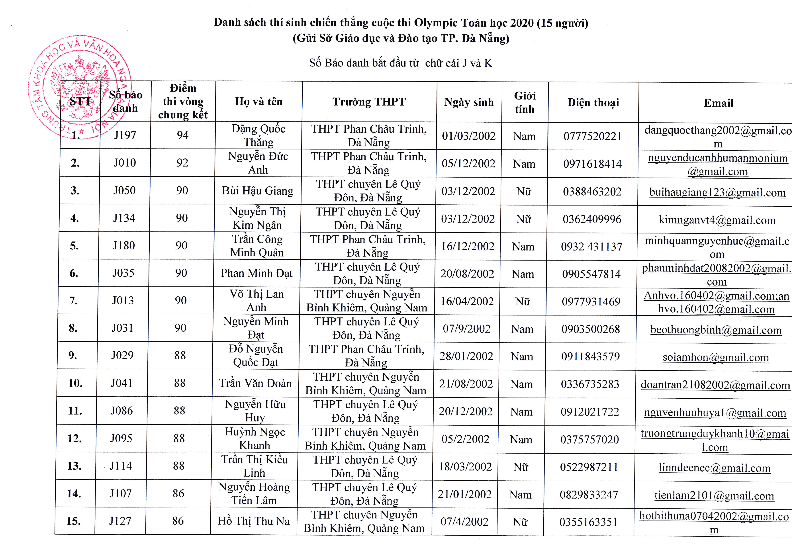 Danh sách thí sinh chiến thắng cuộc thi Olympic Toán học 2020 (15 người)
(Gửi Sở Giáo dục và Đào tạo TP. Đà Nẵng)
Số Báo danh bắt đầu từ chữ cái J và K
STT Số báo danh Điểm thi vòng chung kết Họ và tên Trường THPT Ngày sinh Giới tính Điện thoại Email
1. J197 94 Đặng Quốc Thắng THPT Phan Châu Trinh, Đà Nẵng 01/03/2002 Nam 0777520221 dangquocthang2002@gmail.com
2. J010 92 Nguyễn Đức Anh THPT Phan Châu Trinh, Đà Nẵng 05/12/2002 Nam 0971618414 nguyenducanhhumanmonium@gmail.com
3. J050 90 Bùi Hậu Giang THPT chuyên Lê Quý Đôn, Đà Nẵng 03/12/2002 Nữ 0388463202 buihaugiang123@gmail.com
4. J134 90 Nguyễn Thị Kim Ngân THPT chuyên Lê Quý Đôn, Đà Nẵng 03/12/2002 Nữ 0362409996 kimnganvt4@gmail.com
5. J180 90 Trần Công Minh Quân THPT Phan Châu Trinh, Đà Nẵng 16/12/2002 Nam 0932 431137 minhquannguyenhue@gmail.com
6. J035 90 Phan Minh Đạt THPT chuyên Lê Quý Đôn, Đà Nẵng 20/08/2002 Nam 0905547814 phanminhdat20082002@gmail.com
7. J013 90 Võ Thị Lan Anh THPT chuyên Nguyễn Bỉnh Khiêm, Quảng Nam 16/04/2002 Nữ 0977931469 Anhvo.160402@gmail.com;anhvo.160402@gmail.com
8. J031 90 Nguyễn Minh Đạt THPT chuyên Lê Quý Đôn, Đà Nẵng 07/9/2002 Nam 0903500268 beothuongbinh@gmail.com
9. J029 88 Đỗ Nguyễn Quốc Đạt THPT Phan Châu Trinh, Đà Nẵng 28/01/2002 Nam 0911843579 soiamhon@gmail.com
10. J041 88 Trần Văn Đoàn THPT chuyên Nguyễn Bỉnh Khiêm, Quảng Nam 21/08/2002 Nam 0336735283 doantran21082002@gmail.com
11. J086 88 Nguyễn Hữu Huy THPT chuyên Lê Quý Đôn, Đà Nẵng 20/12/2002 Nam 0912021722 nguyenhuuhuya1@gmail.com
12. J095 88 Huỳnh Ngọc Khanh THPT chuyên Nguyễn Bỉnh Khiêm, Quảng Nam 05/2/2002 Nam 0375757020 truongtrungduykhanh10@gmail.com
13. J114 88 Trần Thị Kiều Linh THPT chuyên Lê Quý Đôn, Đà Nẵng 18/03/2002 Nữ 0522987211 linndeenee@gmail.com
14. J107 86 Nguyễn Hoàng Tiến Lâm THPT chuyên Lê Quý Đôn, Đà Nẵng 21/01/2002 Nam 0829833247 tienlam2101@gmail.com
15. J127 86 Hồ Thị Thu Na THPT chuyên Nguyễn Bỉnh Khiêm, Quảng Nam 07/4/2002 Nữ 0355163351 hothithuna07042002@gmail.com